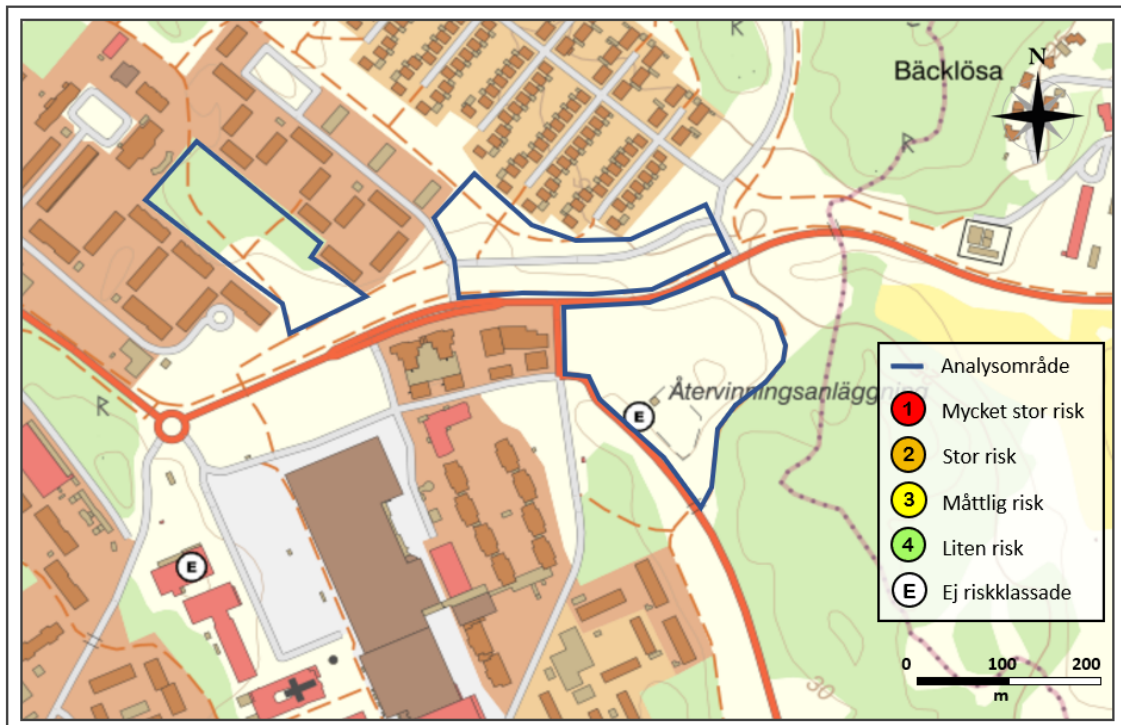 Bäcklösa
N
R
R
R
Återvinningsanläggning
E
E
30
Analysområde
1 Mycket stor risk
2 Stor risk
3 Måttlig risk
4 Liten risk
E Ej riskklassade
0 100 200
m